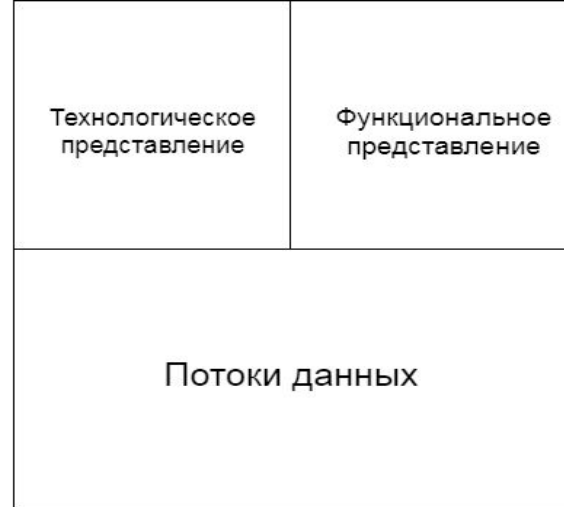 Технологическое
представление
Функциональное
представление
Потоки данных